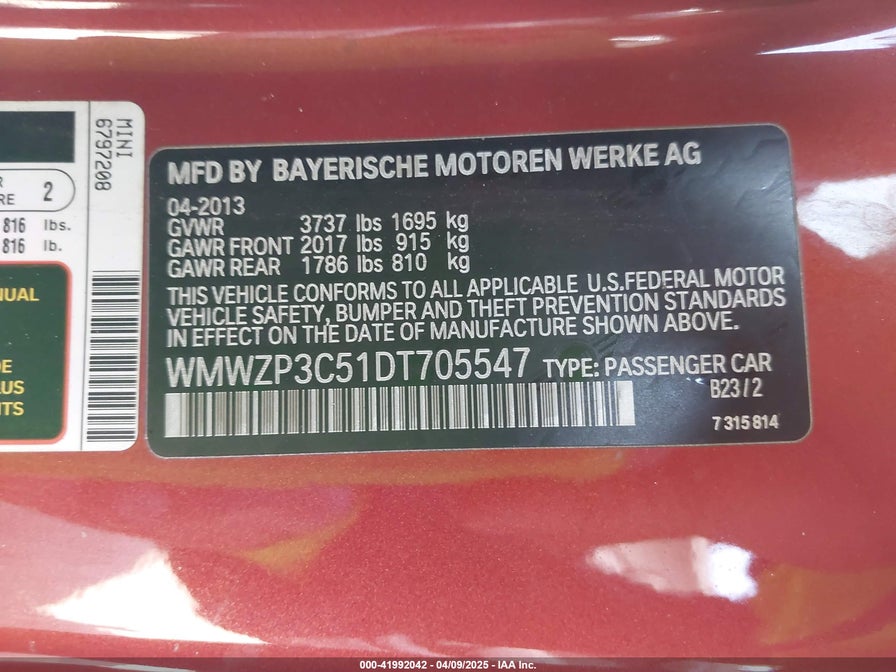 MINI
6797208
2
816 lbs.
816 lb.
NUAL
MFD BY BAYERISCHE MOTOREN WERKE AG
04-2013
GVWR 3737 lbs 1695 kg
GAWR FRONT 2017 lbs 915 kg
GAWR REAR 1786 lbs 810 kg
THIS VEHICLE CONFORMS TO ALL APPLICABLE U.S.FEDERAL MOTOR
VEHICLE SAFETY, BUMPER AND THEFT PREVENTION STANDARDS
IN EFFECT ON THE DATE OF MANUFACTURE SHOWN ABOVE.
WMWZP3C51DT705547 TYPE: PASSENGER CAR
B23/2
7 315 814
000-41992042 - 04/09/2025 - IAA Inc.